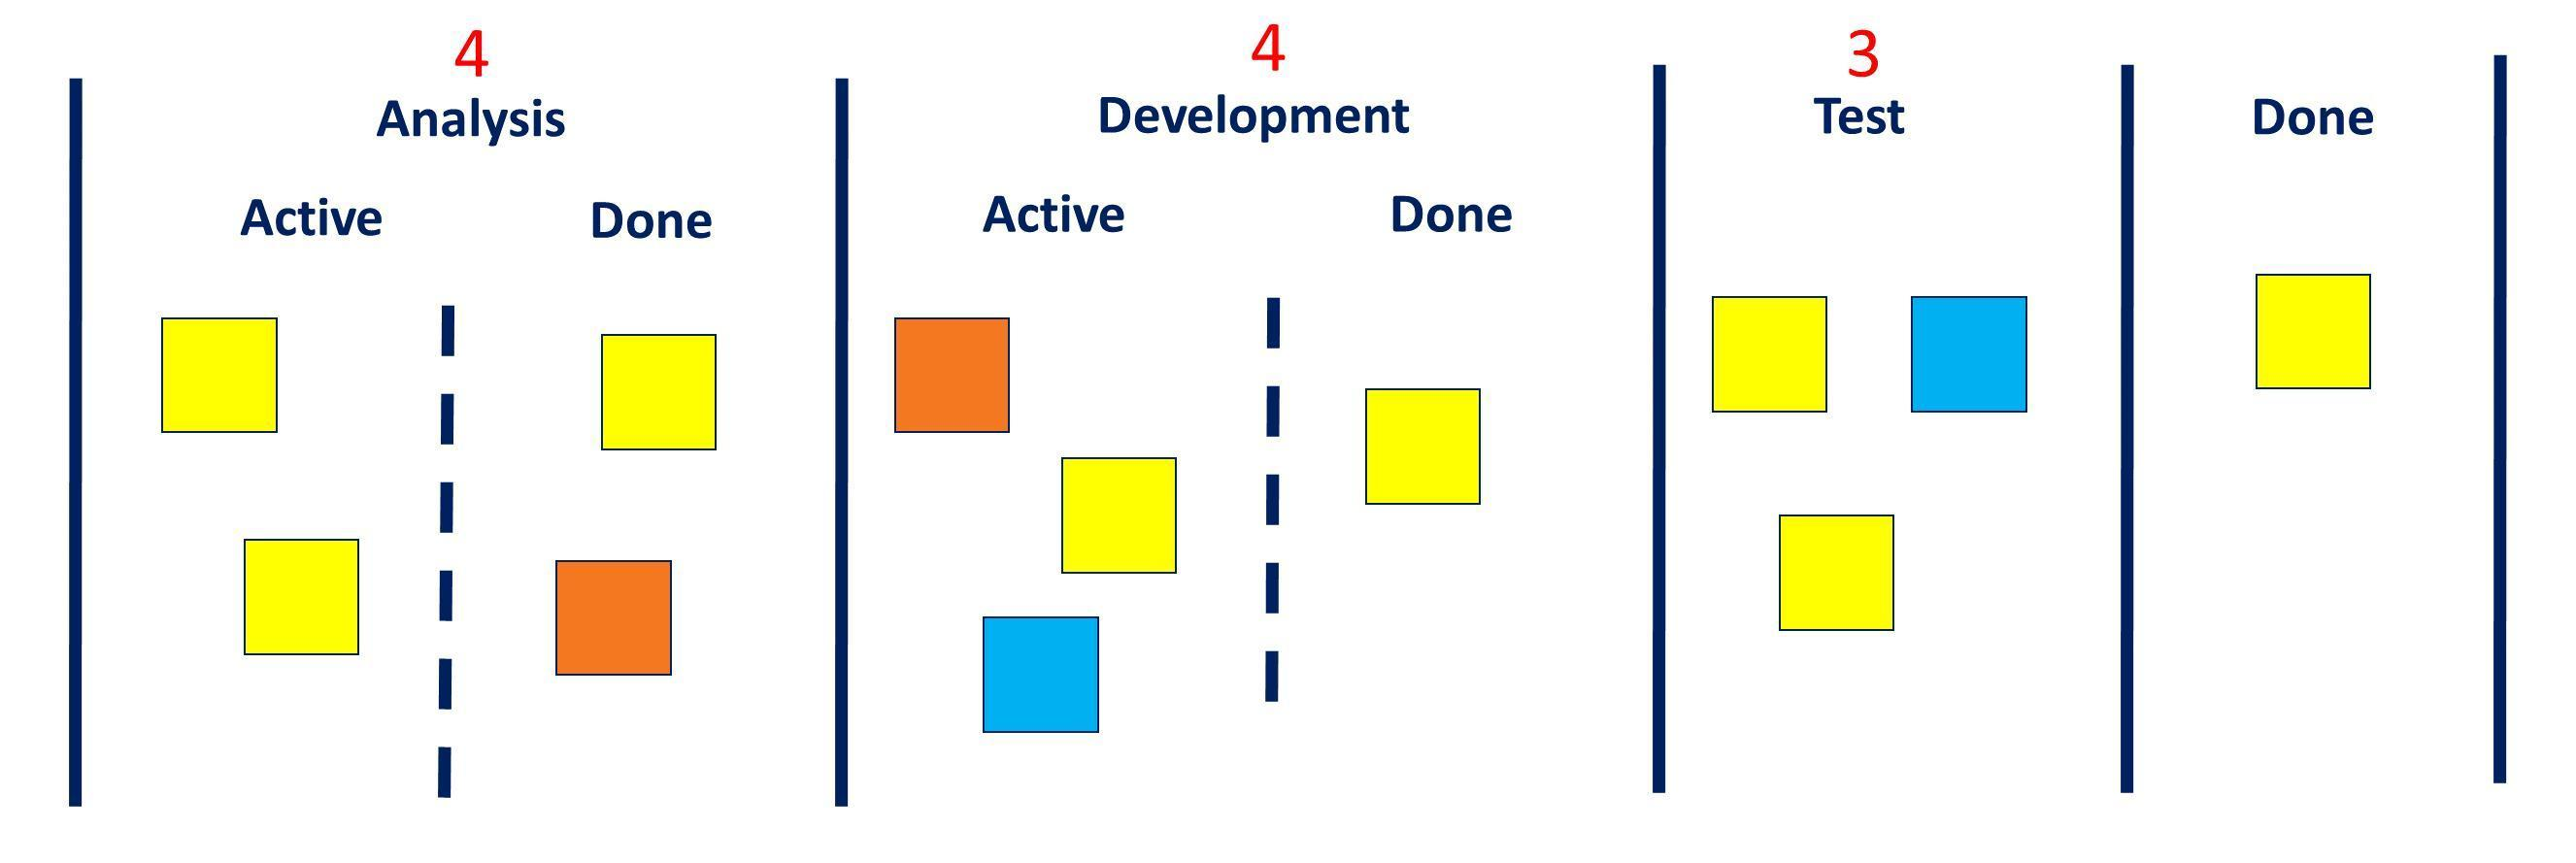 4
Analysis
Active
Done
4
Development
Active
Done
3
Test
Done